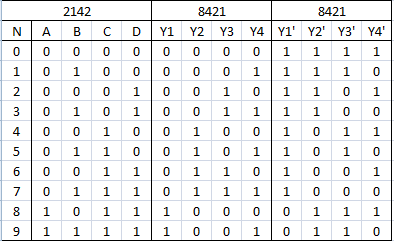 2142 8421 8421
N A B C D Y1 Y2 Y3 Y4 Y1' Y2' Y3' Y4'
0 0 0 0 0 0 0 0 0 1 1 1 1
1 0 1 0 0 0 0 0 1 1 1 1 0
2 0 0 0 1 0 0 1 0 1 1 0 1
3 0 1 0 1 0 0 1 1 1 1 0 0
4 0 0 1 0 0 1 0 0 1 0 1 1
5 0 1 1 0 0 1 0 1 1 0 1 0
6 0 0 1 1 0 1 1 0 1 0 0 1
7 0 1 1 1 0 1 1 1 1 0 0 0
8 1 0 1 1 1 0 0 0 0 1 1 1
9 1 1 1 1 1 0 0 1 0 1 1 0